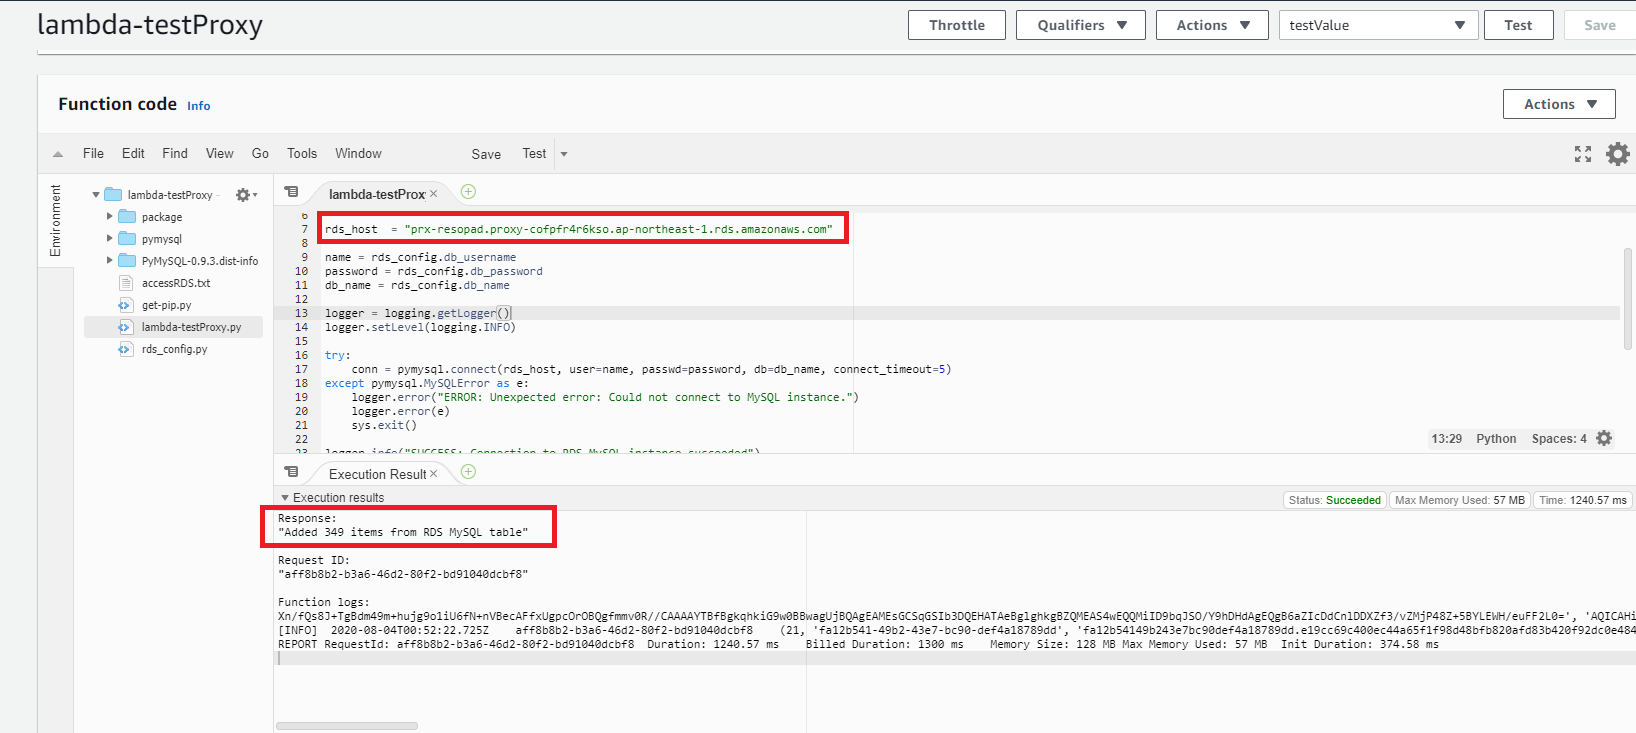 lambda-testProxy
Throttle
Qualifiers
Actions
testValue
Test
Save
Function code Info
Actions
File Edit Find View Go Tools Window Save Test
Environment
lambda-testProxy
package
pymysql
PyMySQL-0.9.3.dist-info
accessRDS.txt
get-pip.py
lambda-testProxy.py
rds_config.py
lambda-testProx
6
7 rds_host = "prx-resopad.proxy-cofpfr4r6kso.ap-northeast-1.rds.amazonaws.com"
8
9 name = rds_config.db_username
10 password = rds_config.db_password
11 db_name = rds_config.db_name
12
13 logger = logging.getLogger()
14 logger.setLevel(logging.INFO)
15
16 try:
17 conn = pymysql.connect(rds_host, user=name, passwd=password, db=db_name, connect_timeout=5)
18 except pymysql.MySQLError as e:
19 logger.error("ERROR: Unexpected error: Could not connect to MySQL instance.")
20 logger.error(e)
21 sys.exit()
22
23 logger.info("SUCCESS: Connection to RDS MySQL instance succeeded")
13:29 Python Spaces: 4
Execution Result
Execution results
Status: Succeeded Max Memory Used: 57 MB Time: 1240.57 ms
Response:
"Added 349 items from RDS MySQL table"
Request ID:
"aff8b8b2-b3a6-46d2-80f2-bd91040dcbf8"
Function logs:
Xn/fQs8J+TgBdm49m+hujg9o1iU6fN+nVBecAFfxUgpcOrOBQgfmmv0R//CAAAAYTBfBgkqhkiG9w0BBwagUjBQAgEAMEsGCSqGSIb3DQEHATAeBglghkgBZQMEAS4wEQQMiID9bqJSO/Y9hDHdAgEQgB6aZIcDdCnlDDXZf3/vZMjP48Z+5BYLEWH/euFF2L0=', 'AQICAHi
[INFO] 2020-08-04T00:52:22.725Z aff8b8b2-b3a6-46d2-80f2-bd91040dcbf8 (21, 'fa12b541-49b2-43e7-bc90-def4a18789dd', 'fa12b54149b243e7bc90def4a18789dd.e19cc69c400ec44a65f1f98d48bfb820afd83b420f92dc0e484
REPORT RequestId: aff8b8b2-b3a6-46d2-80f2-bd91040dcbf8 Duration: 1240.57 ms Billed Duration: 1300 ms Memory Size: 128 MB Max Memory Used: 57 MB Init Duration: 374.58 ms